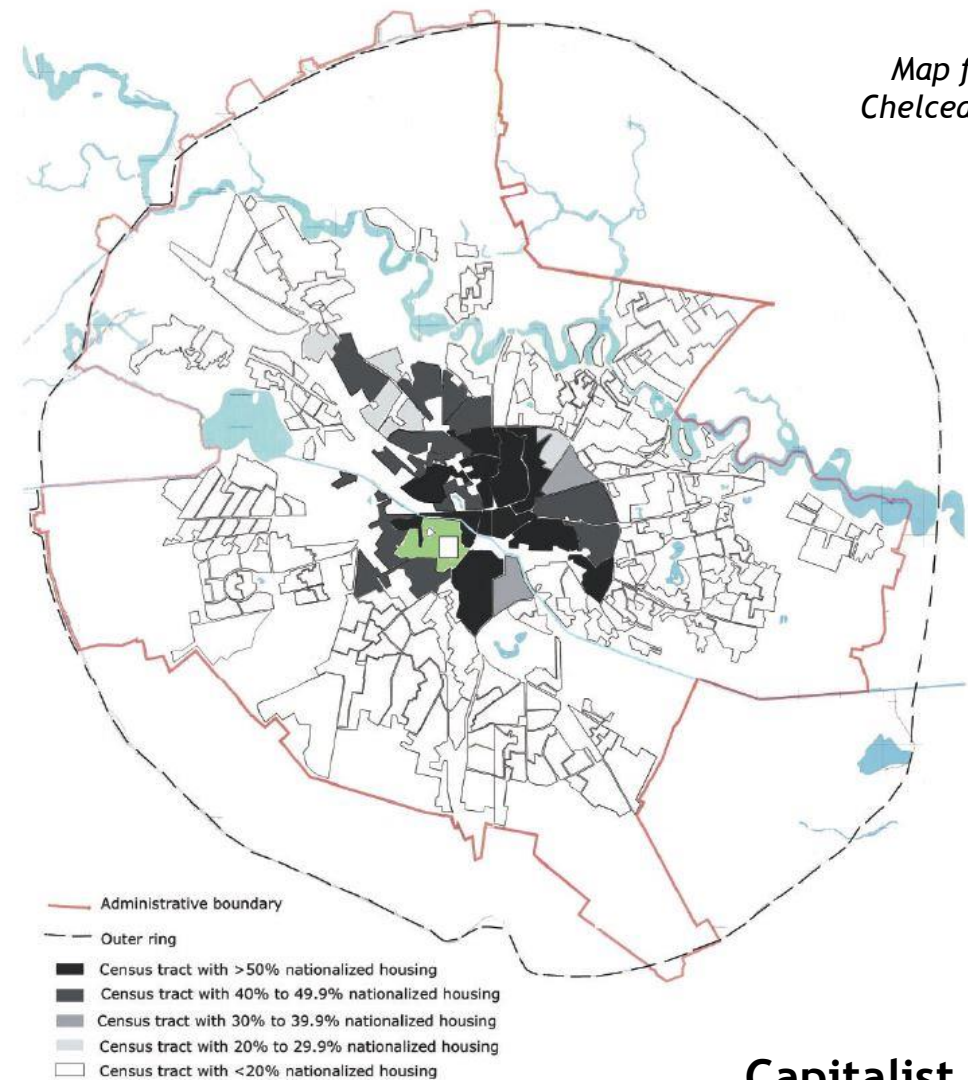 Map f
Chelcea
Administrative boundary
Outer ring
Census tract with >50% nationalized housing
Census tract with 40% to 49.9% nationalized housing
Census tract with 30% to 39.9% nationalized housing
Census tract with 20% to 29.9% nationalized housing
Census tract with <20% nationalized housing
Capitalist